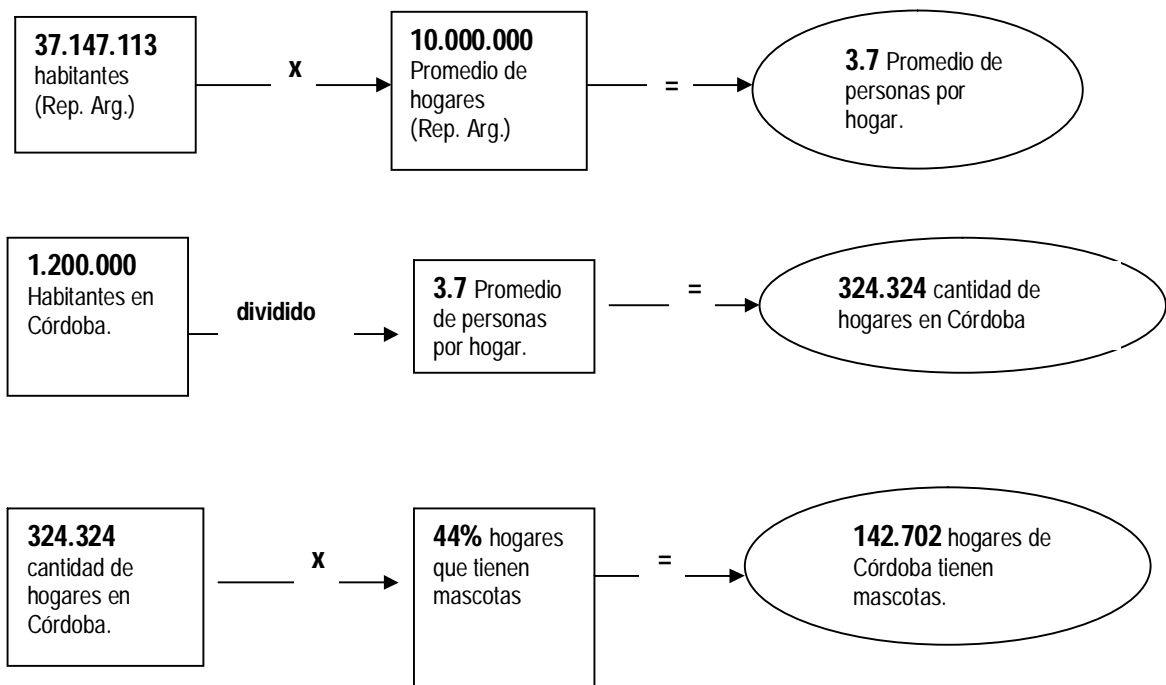 37.147.113
habitantes
(Rep. Arg.)
x
10.000.000
Promedio de
hogares
(Rep. Arg.)
=
3.7 Promedio de
personas por
hogar.
1.200.000
Habitantes en
Córdoba.
dividido
3.7 Promedio
de personas
por hogar.
=
324.324 cantidad de
hogares en Córdoba
324.324
cantidad de
hogares en
Córdoba.
x
44% hogares
que tienen
mascotas
=
142.702 hogares de
Córdoba tienen
mascotas.